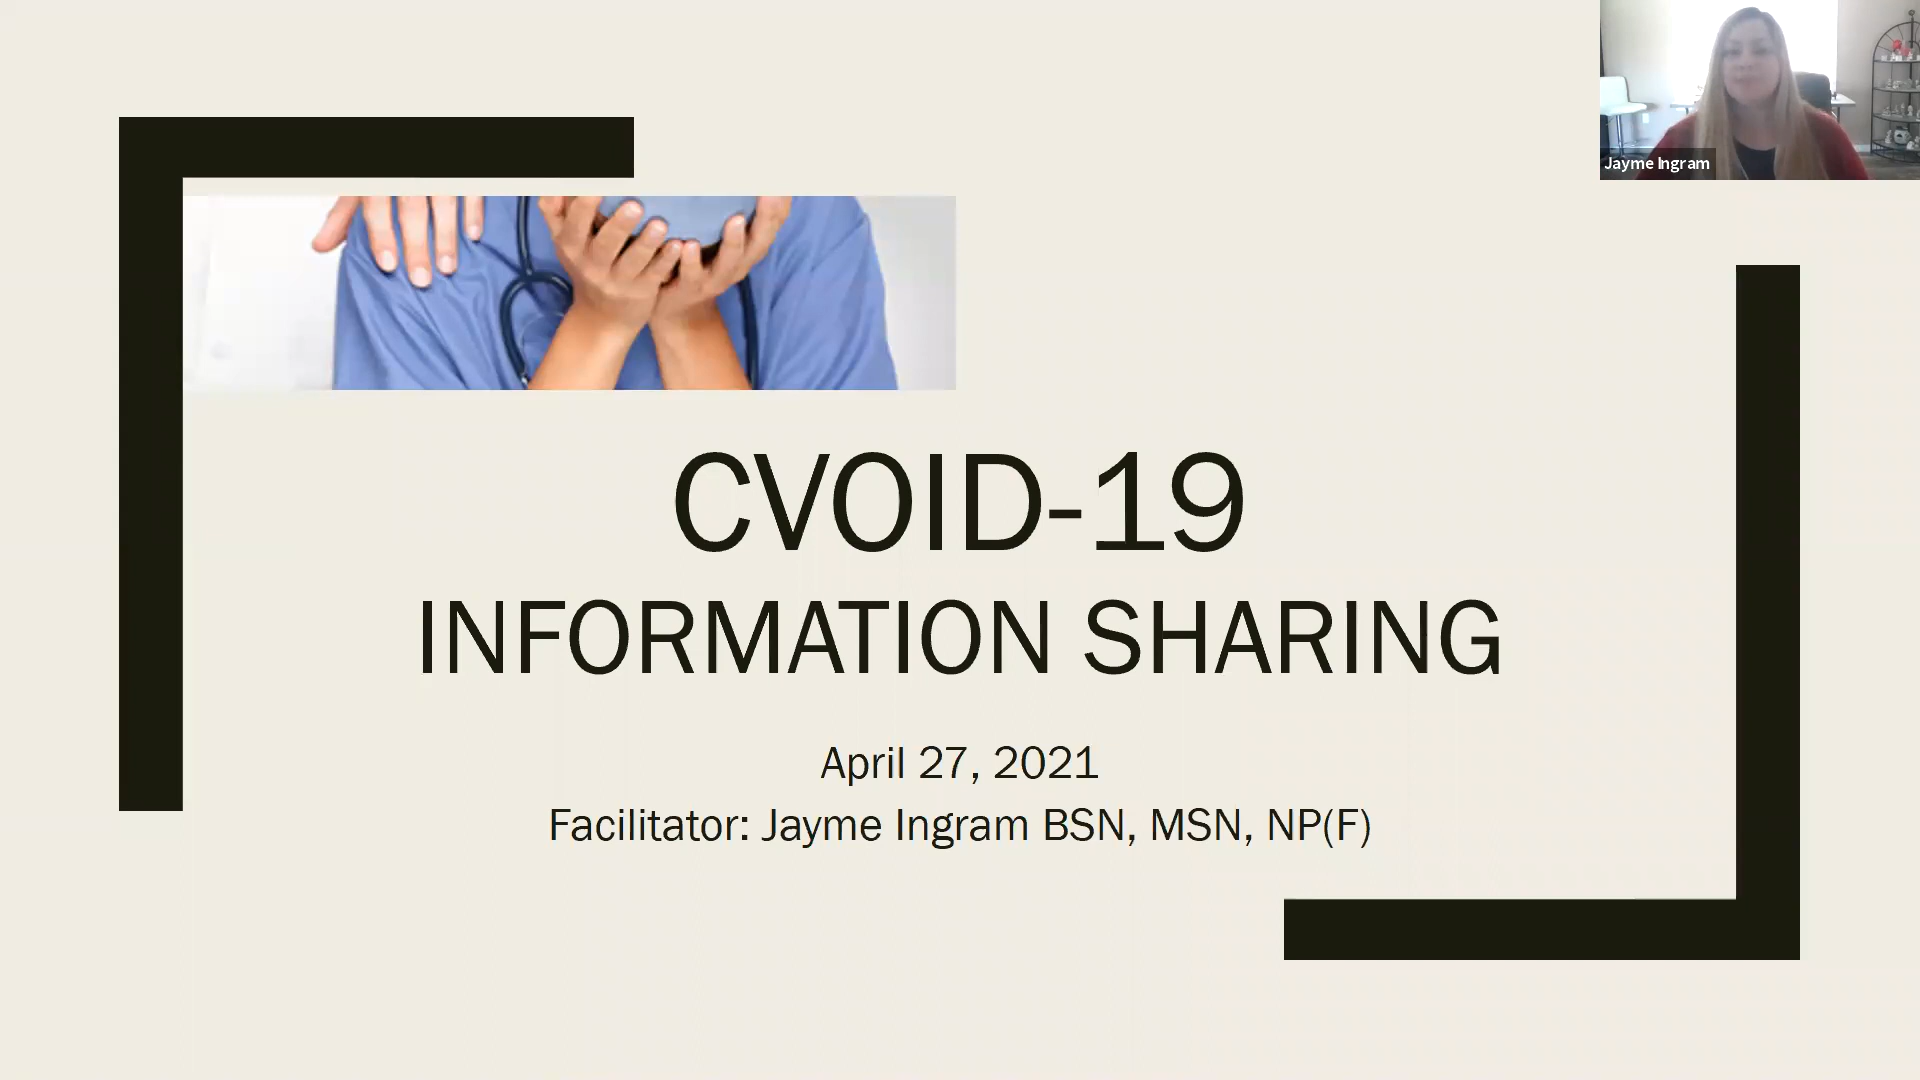 Jayme Ingram
CVOID-19
INFORMATION SHARING
April 27, 2021
Facilitator: Jayme Ingram BSN, MSN, NP(F)